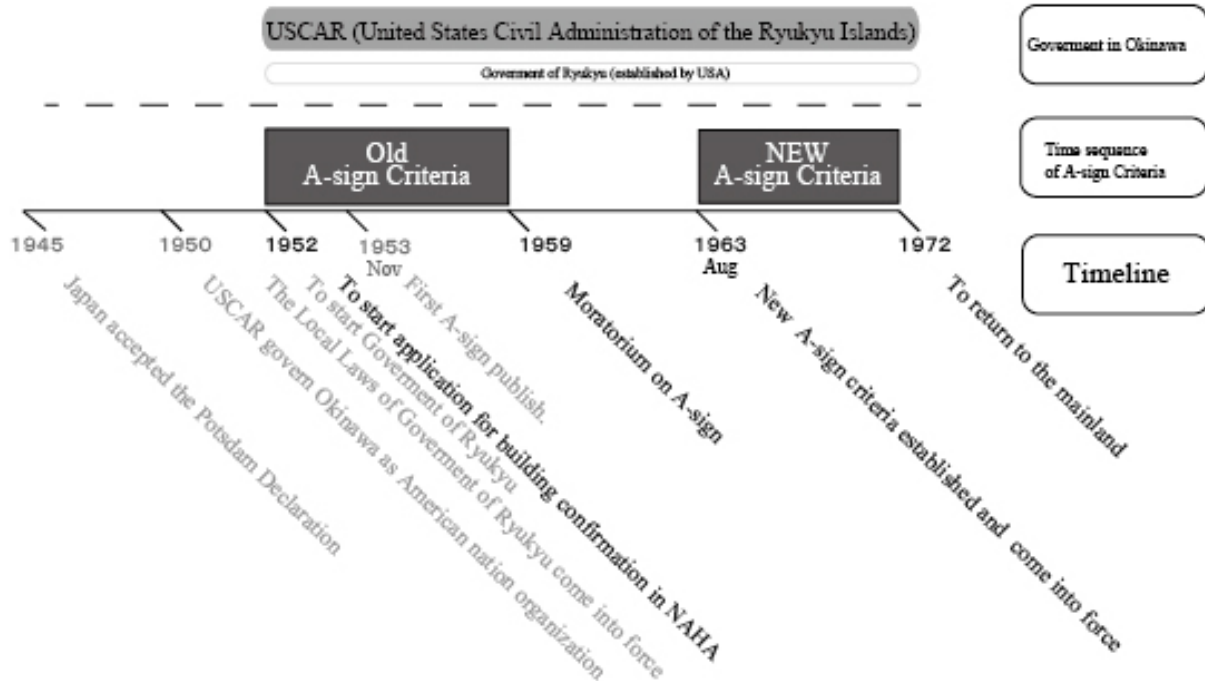 USCAR (United States Civil Administration of the Ryukyu Islands)
Goverment of Ryukyu (established by USA)
Goverment in Okinawa
Old
A-sign Criteria
NEW
A-sign Criteria
Time sequence
of A-sign Criteria
1945
1950
1952
1953
Nov
1959
1963
Aug
1972
Timeline
Japan accepted the Potsdam Declaration
USCAR govern Okinawa as American nation organization
The Local Laws of Goverment of Ryukyu come into force
To start Goverment of Ryukyu
To start application for building confirmation in NAHA
First A-sign publish.
Moratorium on A-sign
New A-sign criteria established and come into force
To return to the mainland